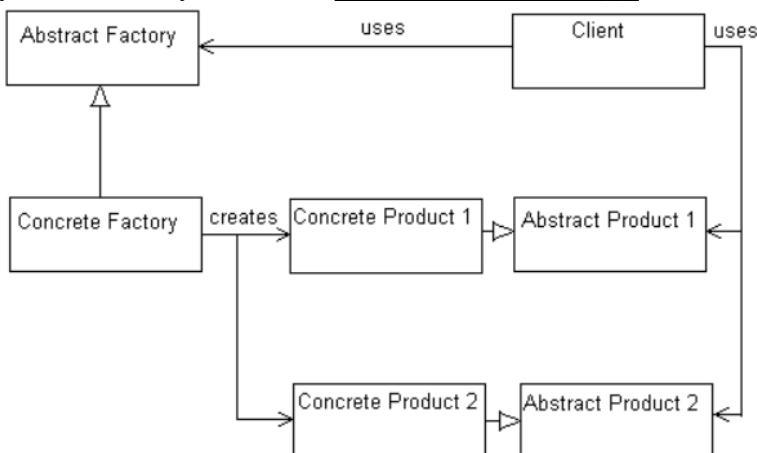 Abstract Factory
uses
Client
uses
Concrete Factory
creates
Concrete Product 1
Abstract Product 1
Concrete Product 2
Abstract Product 2